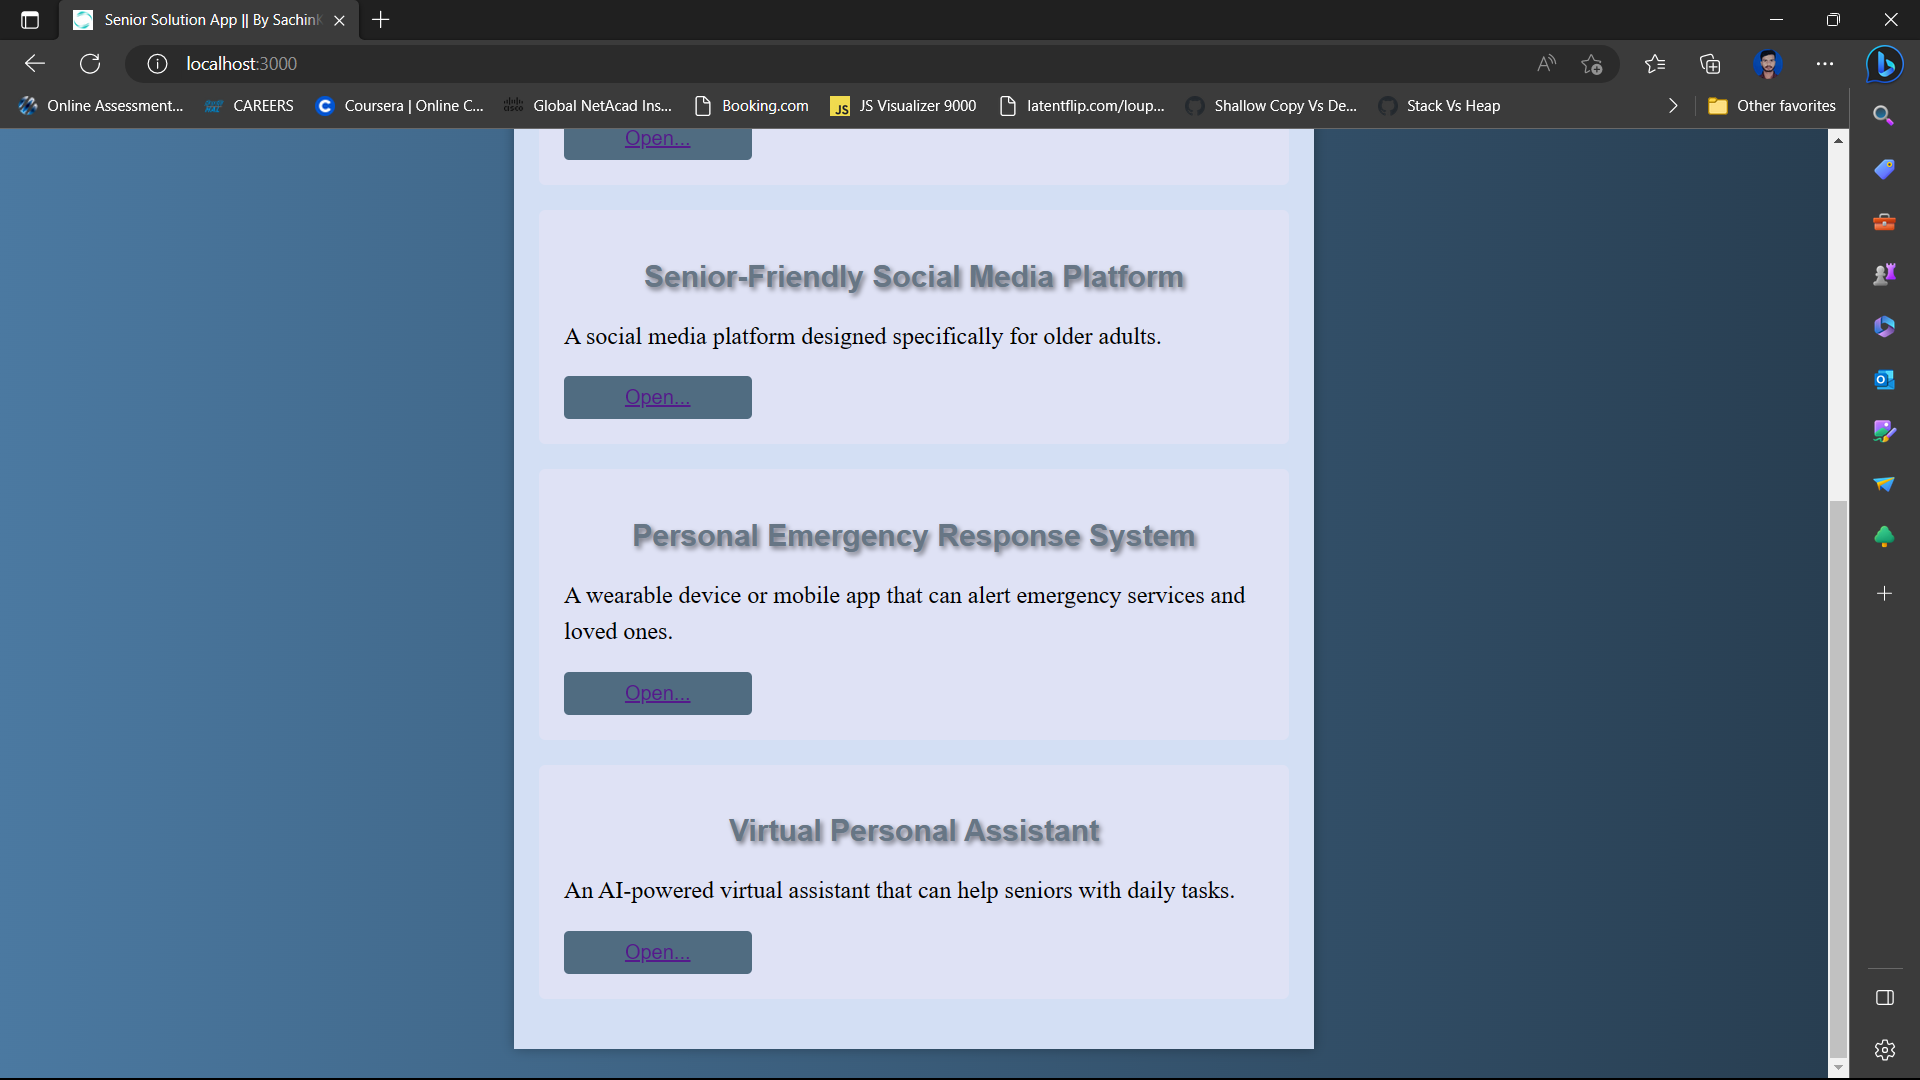 Senior Solution App || By Sachin
localhost:3000
Online Assessment...
CAREERS
Coursera | Online C...
Global NetAcad Ins...
Booking.com
JS Visualizer 9000
latentflip.com/loup...
Shallow Copy Vs De...
Stack Vs Heap
Other favorites
Open...
Senior-Friendly Social Media Platform
A social media platform designed specifically for older adults.
Open...
Personal Emergency Response System
A wearable device or mobile app that can alert emergency services and
loved ones.
Open...
Virtual Personal Assistant
An AI-powered virtual assistant that can help seniors with daily tasks.
Open...